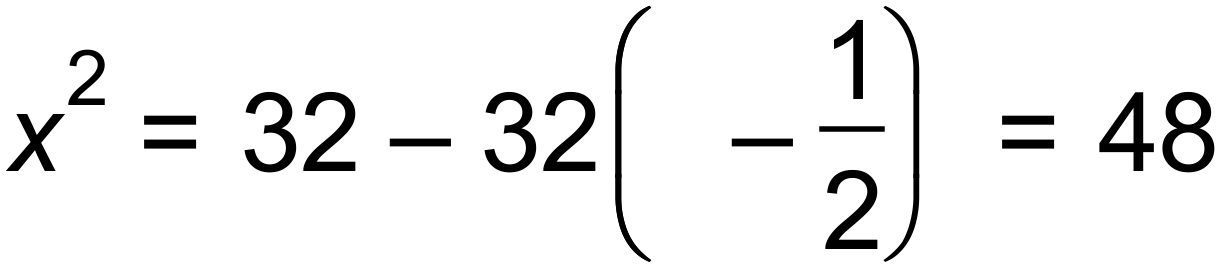 x² = 32 − 32( − 1/2 ) = 48